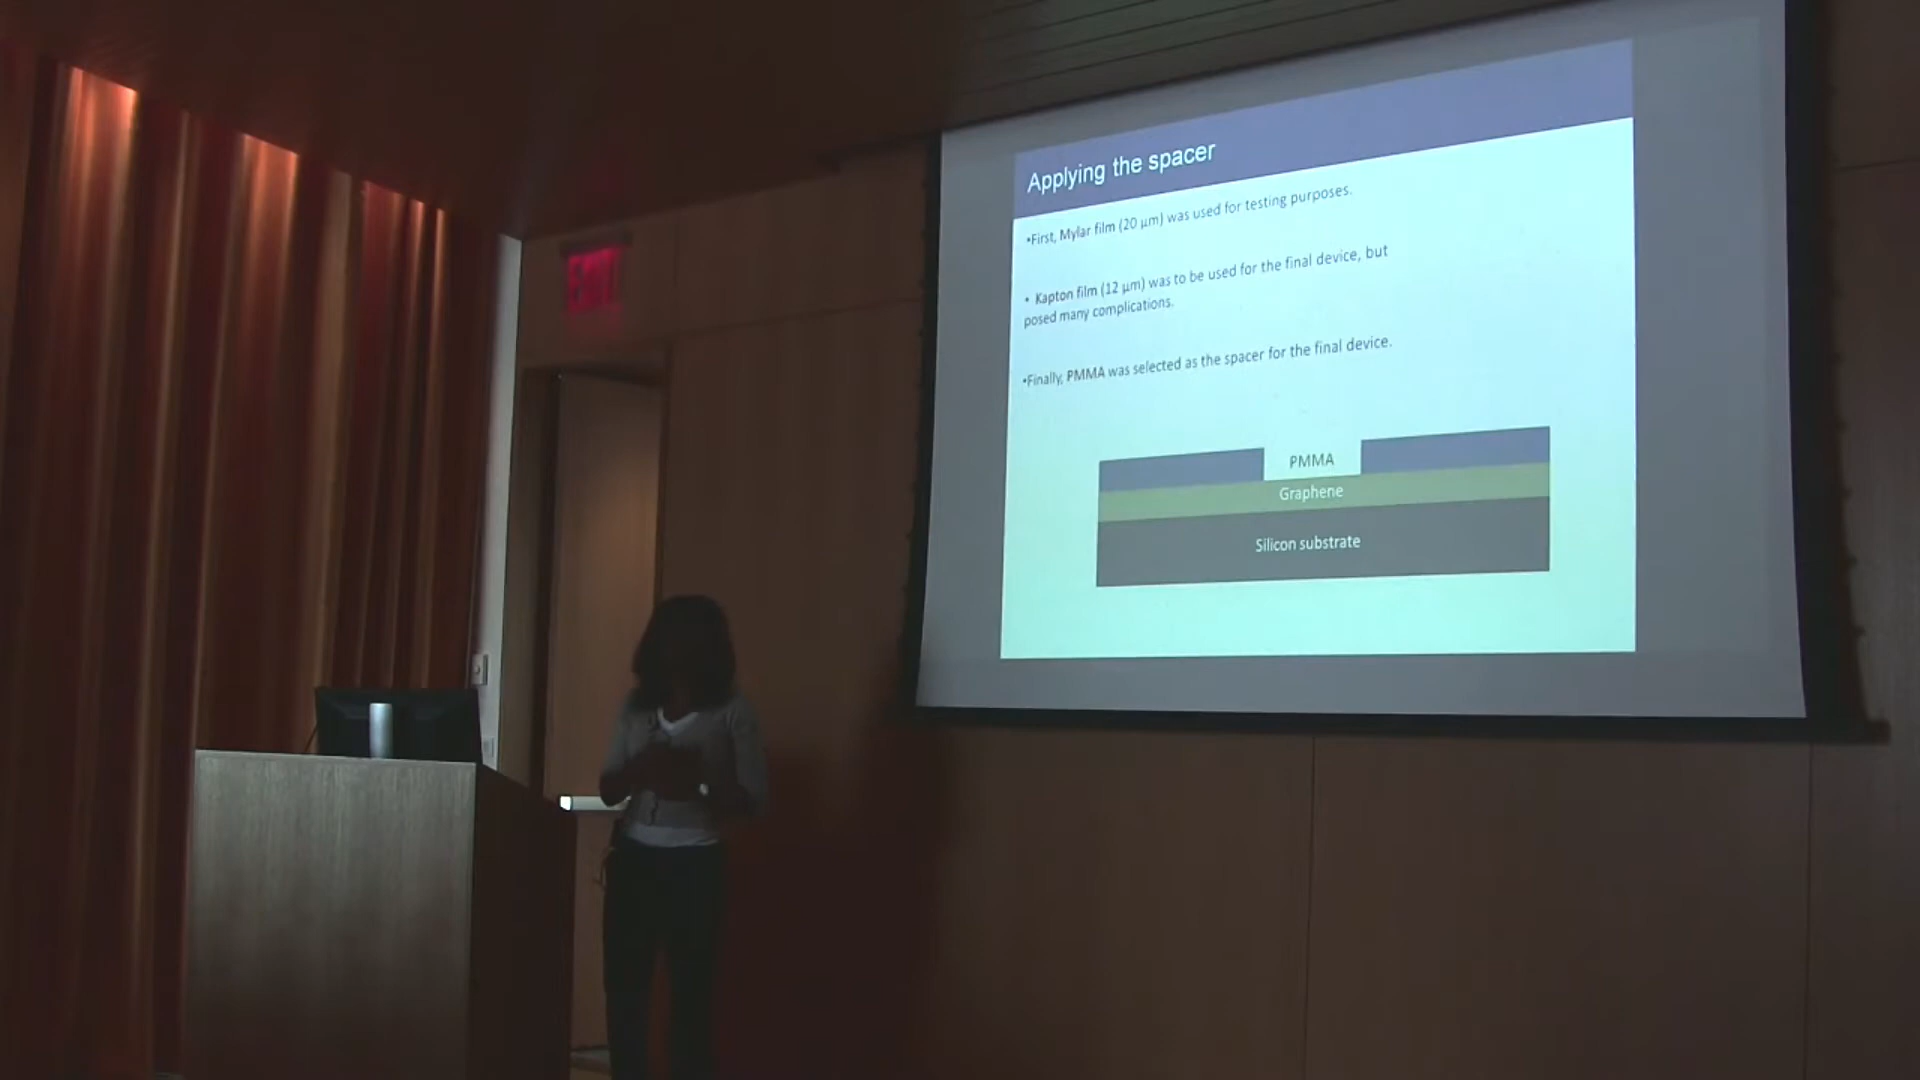 EXIT
Applying the spacer
•First, Mylar film (20 µm) was used for testing purposes.
• Kapton film (12 µm) was to be used for the final device, but
posed many complications.
•Finally, PMMA was selected as the spacer for the final device.
PMMA
Graphene
Silicon substrate